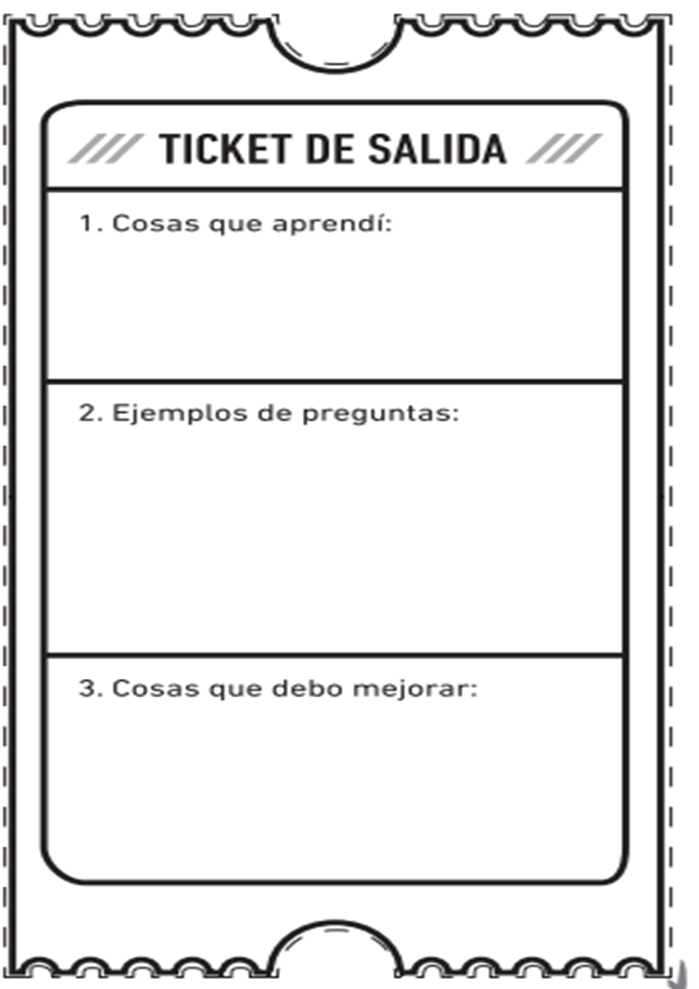 TICKET DE SALIDA
1. Cosas que aprendí:
2. Ejemplos de preguntas:
3. Cosas que debo mejorar: